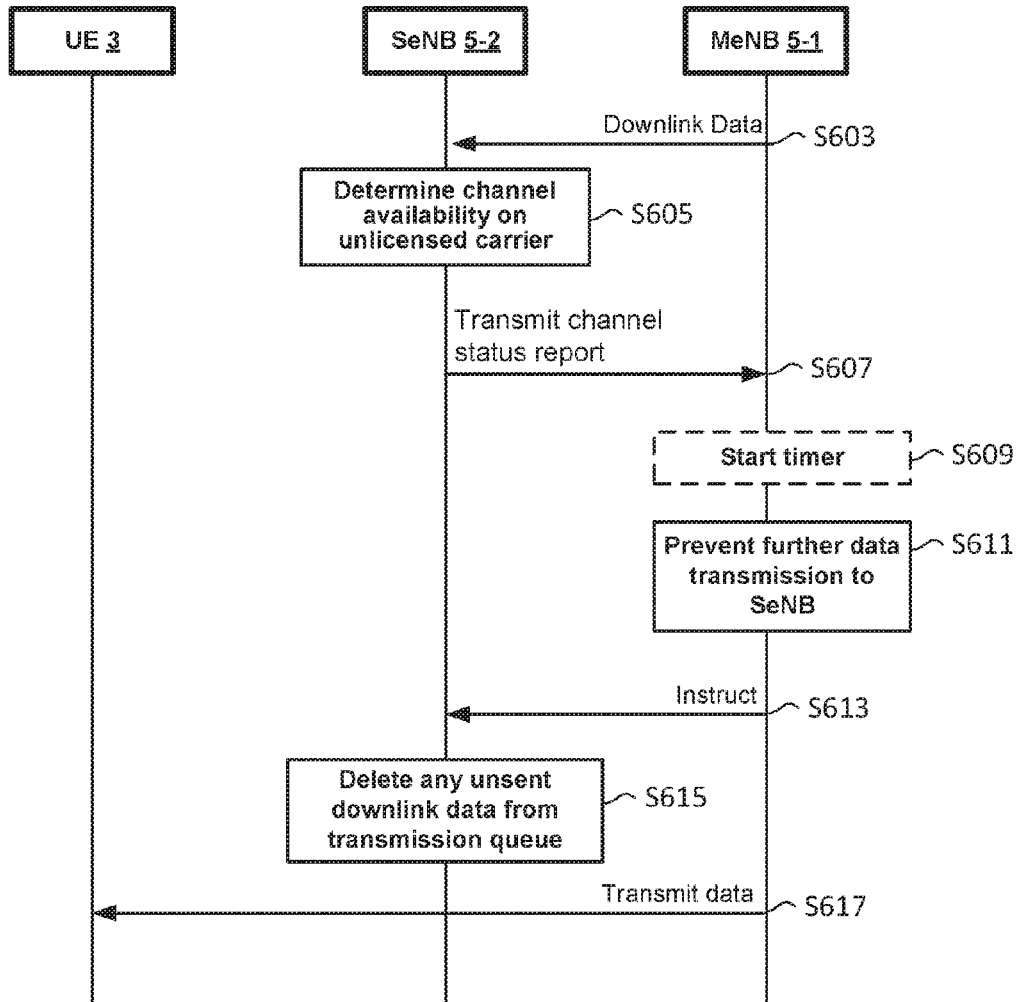 UE 3
SeNB 5-2
MeNB 5-1
Downlink Data
S603
Determine channel
availability on
unlicensed carrier
S605
Transmit channel
status report
S607
Start timer
S609
Prevent further data
transmission to
SeNB
S611
Instruct
S613
Delete any unsent
downlink data from
transmission queue
S615
Transmit data
S617